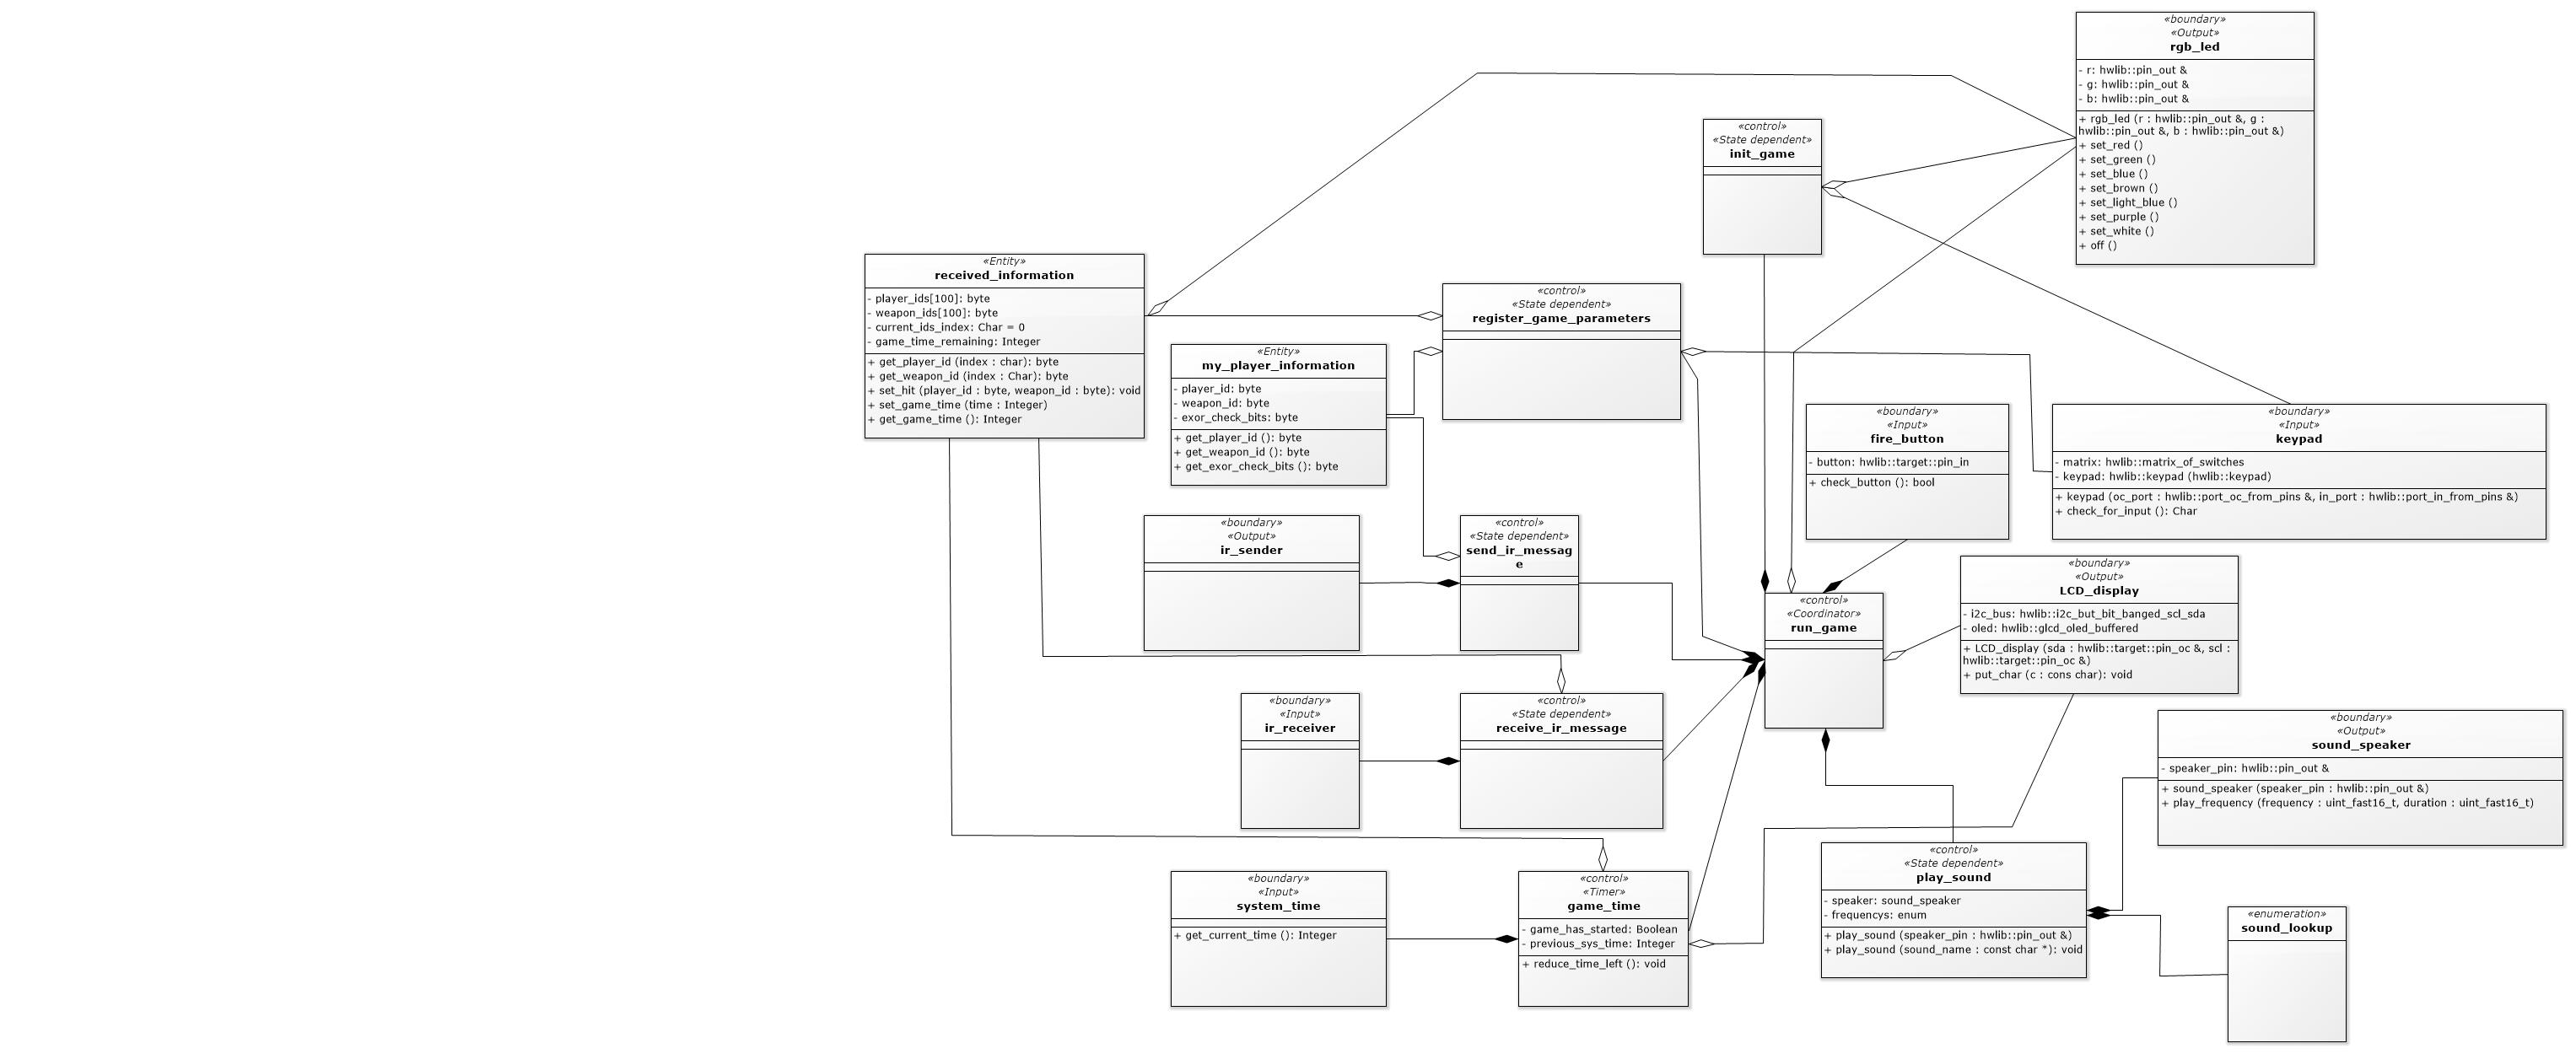 «boundary»
«Output»
rgb_led
- r: hwlib::pin_out &
- g: hwlib::pin_out &
- b: hwlib::pin_out &
+ rgb_led (r : hwlib::pin_out &, g :
hwlib::pin_out &, b : hwlib::pin_out &)
+ set_red ()
+ set_green ()
+ set_blue ()
+ set_brown ()
+ set_light_blue ()
+ set_purple ()
+ set_white ()
+ off ()
«control»
«State dependent»
init_game
«Entity»
received_information
- player_ids[100]: byte
- weapon_ids[100]: byte
- current_ids_index: Char = 0
- game_time_remaining: Integer
+ get_player_id (index : char): byte
+ get_weapon_id (index : Char): byte
+ set_hit (player_id : byte, weapon_id : byte): void
+ set_game_time (time : Integer)
+ get_game_time (): Integer
«control»
«State dependent»
register_game_parameters
«Entity»
my_player_information
- player_id: byte
- weapon_id: byte
- exor_check_bits: byte
+ get_player_id (): byte
+ get_weapon_id (): byte
+ get_exor_check_bits (): byte
«boundary»
«Input»
fire_button
- button: hwlib::target::pin_in
+ check_button (): bool
«boundary»
«Input»
keypad
- matrix: hwlib::matrix_of_switches
- keypad: hwlib::keypad (hwlib::keypad)
+ keypad (oc_port : hwlib::port_oc_from_pins &, in_port : hwlib::port_in_from_pins &)
+ check_for_input (): Char
«boundary»
«Output»
ir_sender
«control»
«State dependent»
send_ir_messag
e
«boundary»
«Output»
LCD_display
- i2c_bus: hwlib::i2c_but_bit_banged_scl_sda
- oled: hwlib::glcd_oled_buffered
+ LCD_display (sda : hwlib::target::pin_oc &, scl :
hwlib::target::pin_oc &)
+ put_char (c : cons char): void
«control»
«Coordinator»
run_game
«boundary»
«Input»
ir_receiver
«control»
«State dependent»
receive_ir_message
«boundary»
«Output»
sound_speaker
- speaker_pin: hwlib::pin_out &
+ sound_speaker (speaker_pin : hwlib::pin_out &)
+ play_frequency (frequency : uint_fast16_t, duration : uint_fast16_t)
«boundary»
«Input»
system_time
+ get_current_time (): Integer
«control»
«Timer»
game_time
- game_has_started: Boolean
- previous_sys_time: Integer
+ reduce_time_left (): void
«control»
«State dependent»
play_sound
- speaker: sound_speaker
- frequencys: enum
+ play_sound (speaker_pin : hwlib::pin_out &)
+ play_sound (sound_name : const char *): void
«enumeration»
sound_lookup